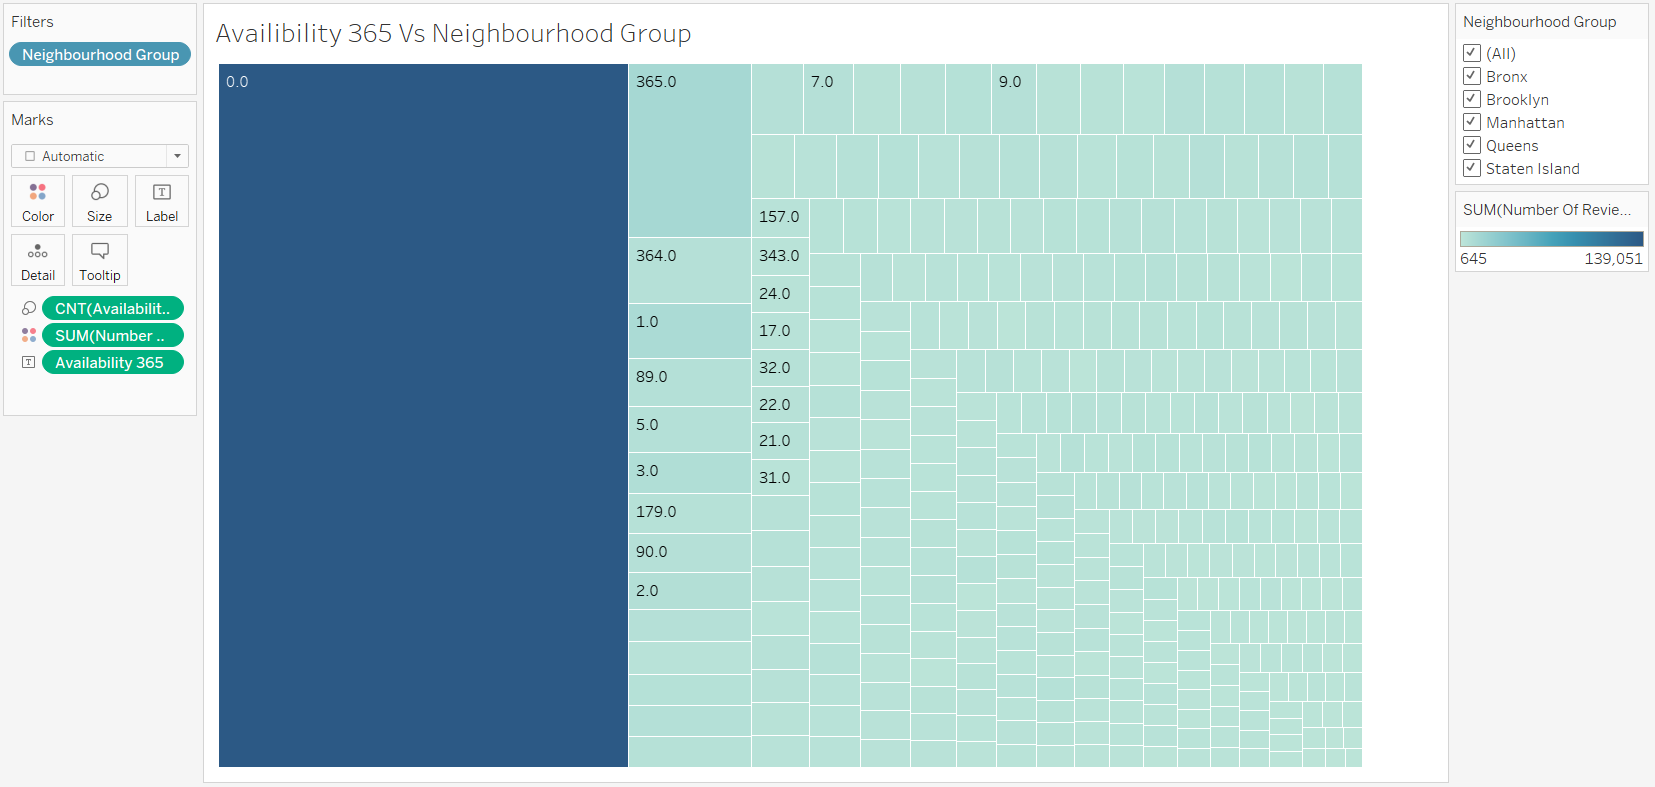 Filters
Neighbourhood Group
Marks
Automatic
Color
Size
T
Label
Detail
Tooltip
CNT(Availabilit..
SUM(Number ..
T
Availability 365
Availibility 365 Vs Neighbourhood Group
0.0
365.0
7.0
9.0
157.0
364.0
343.0
24.0
1.0
17.0
32.0
89.0
22.0
5.0
21.0
3.0
31.0
179.0
90.0
2.0
Neighbourhood Group
(All)
Bronx
Brooklyn
Manhattan
Queens
Staten Island
SUM(Number Of Revie...
645
139,051